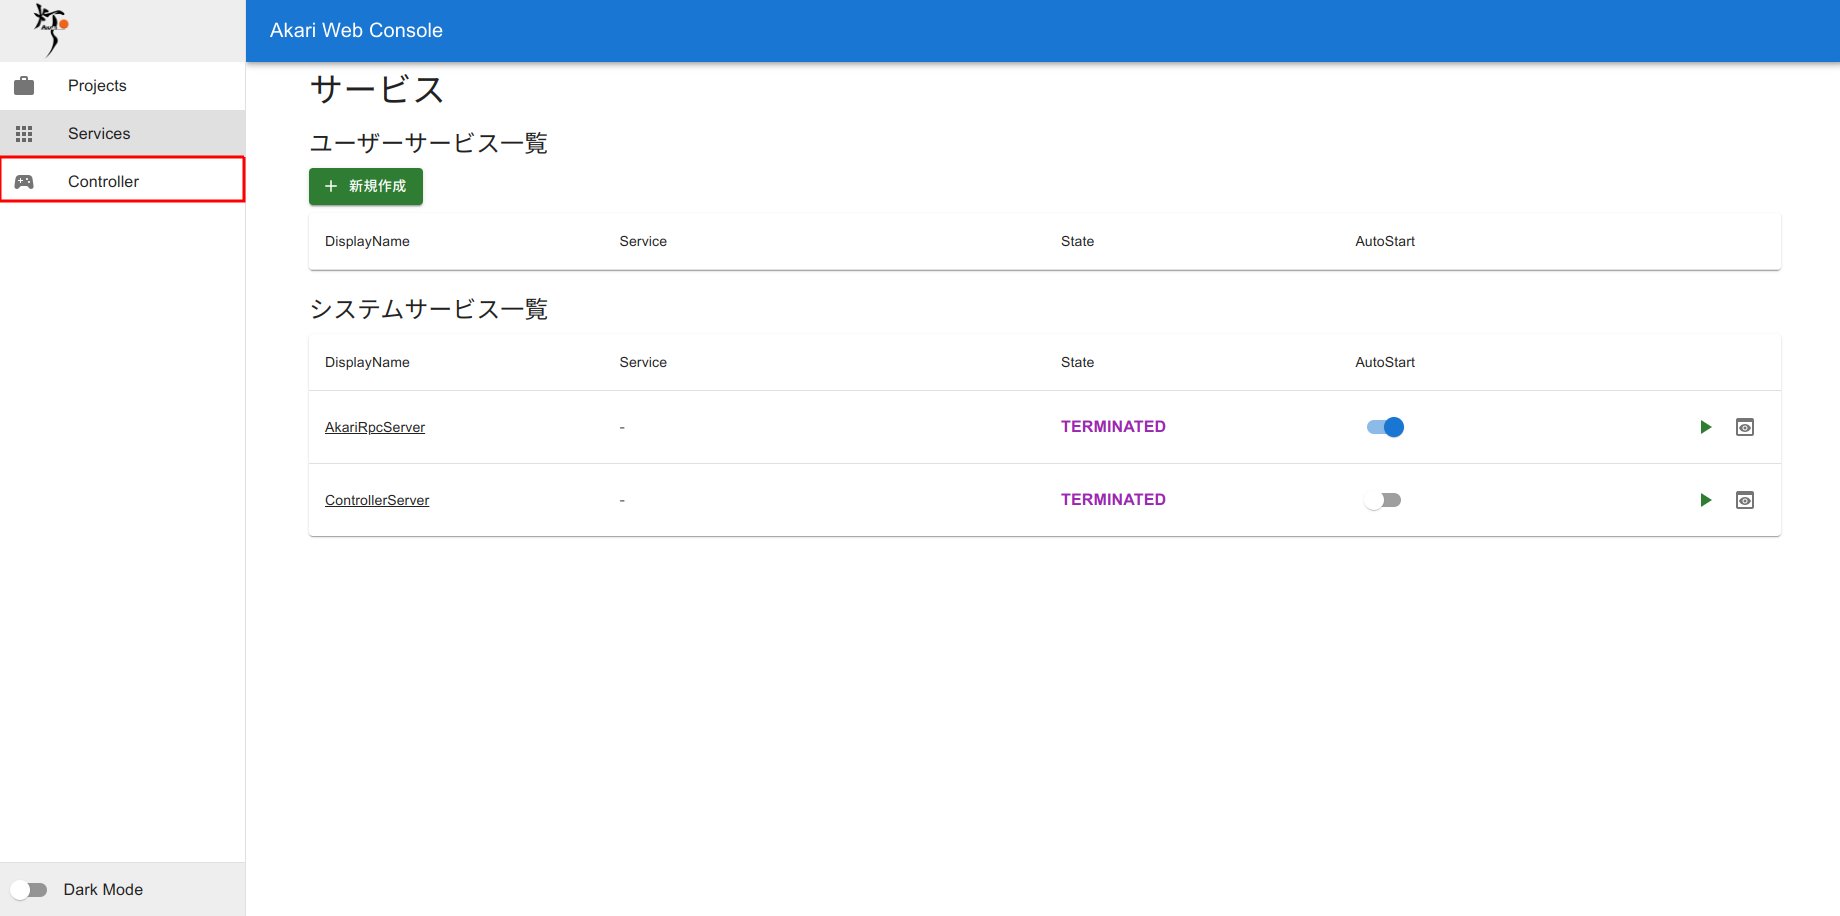 灯
Akari Web Console
Projects
Services
Controller
サービス
ユーザーサービス一覧
+ 新規作成
DisplayName Service State AutoStart
システムサービス一覧
DisplayName Service State AutoStart
AkariRpcServer - TERMINATED
ControllerServer - TERMINATED
Dark Mode